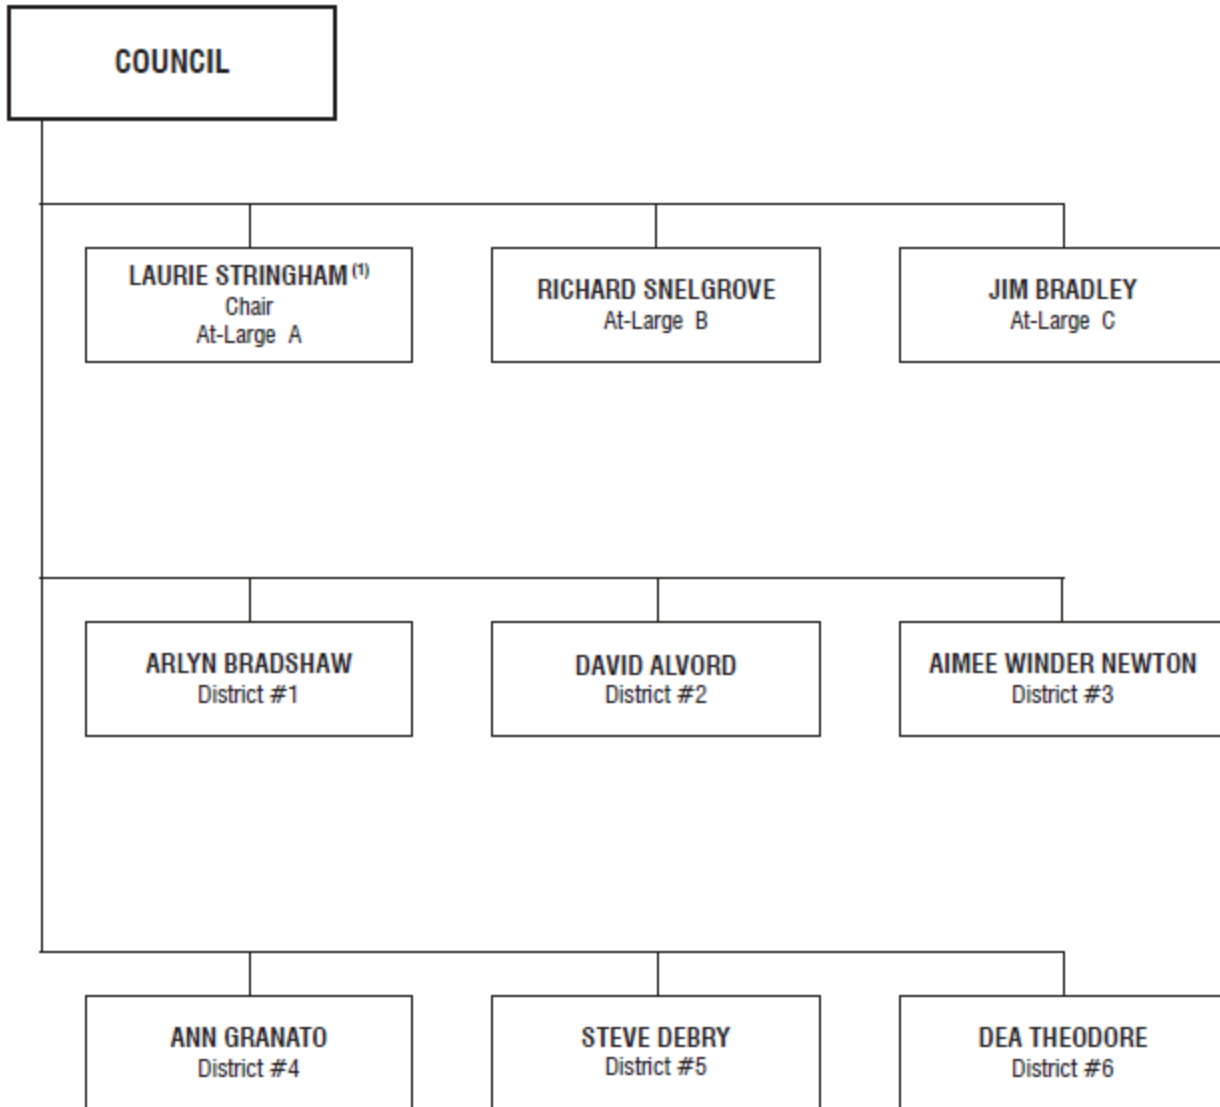 COUNCIL
LAURIE STRINGHAM (1)
Chair
At-Large A
RICHARD SNELGROVE
At-Large B
JIM BRADLEY
At-Large C
ARLYN BRADSHAW
District #1
DAVID ALVORD
District #2
AIMEE WINDER NEWTON
District #3
ANN GRANATO
District #4
STEVE DEBRY
District #5
DEA THEODORE
District #6